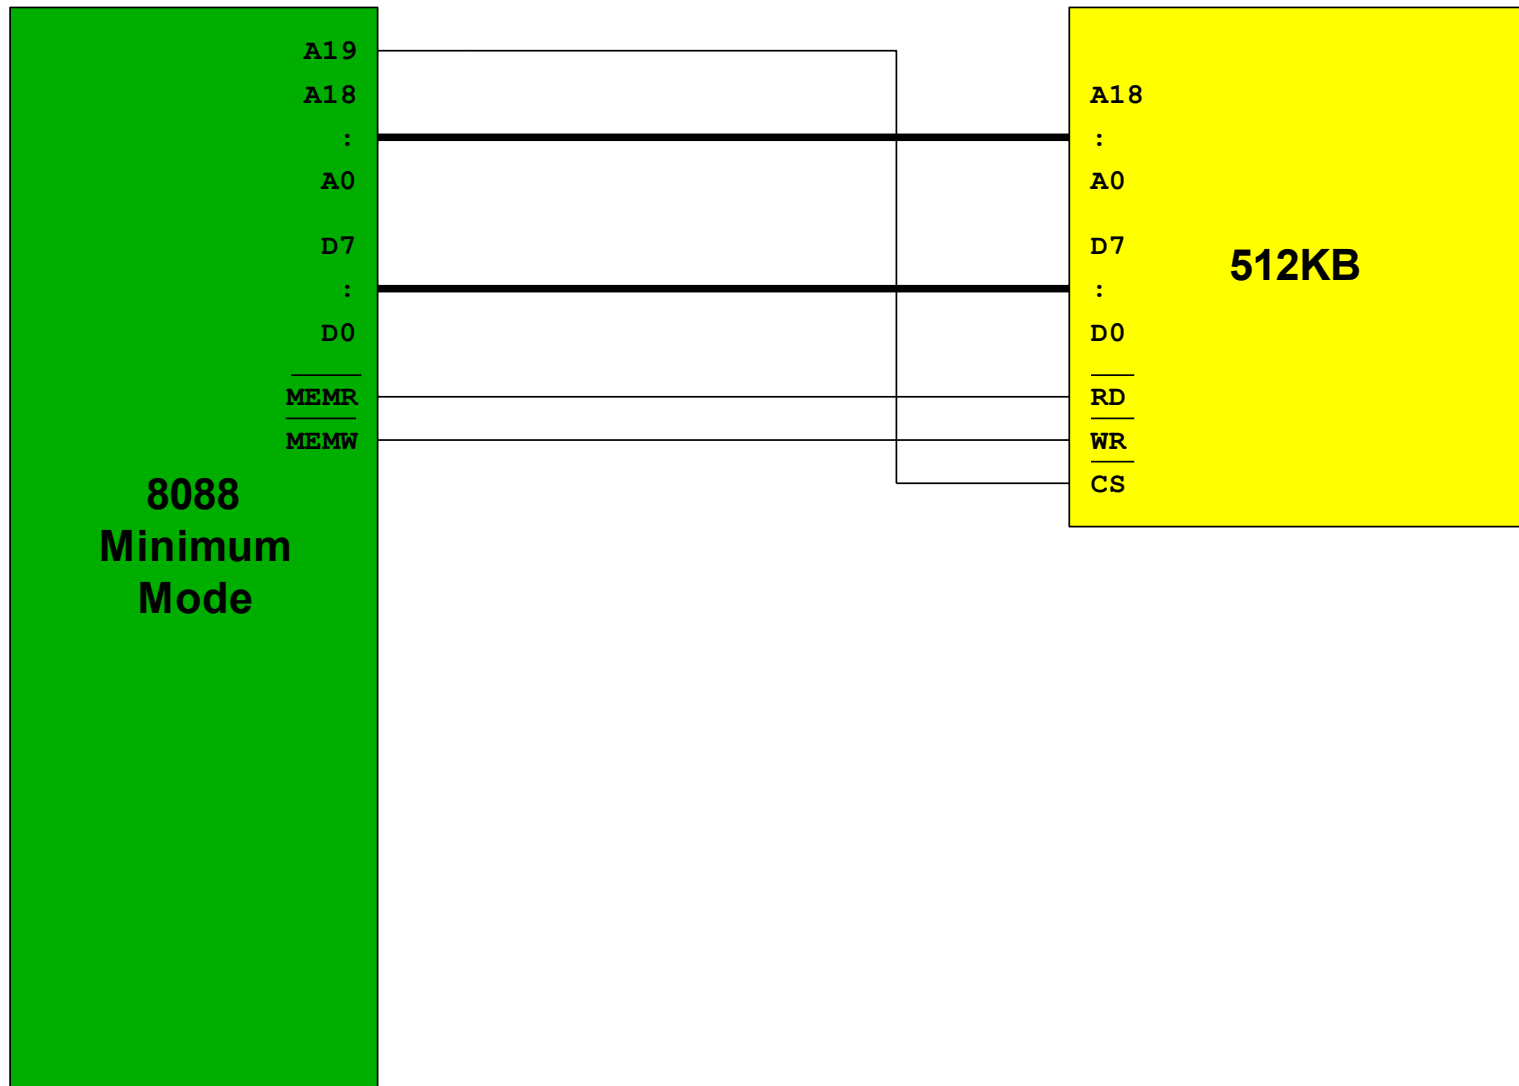 A19
A18
:
A0
D7
:
D0
MEMR
MEMW
8088
Minimum
Mode
A18
:
A0
D7
:
D0
RD
WR
CS
512KB